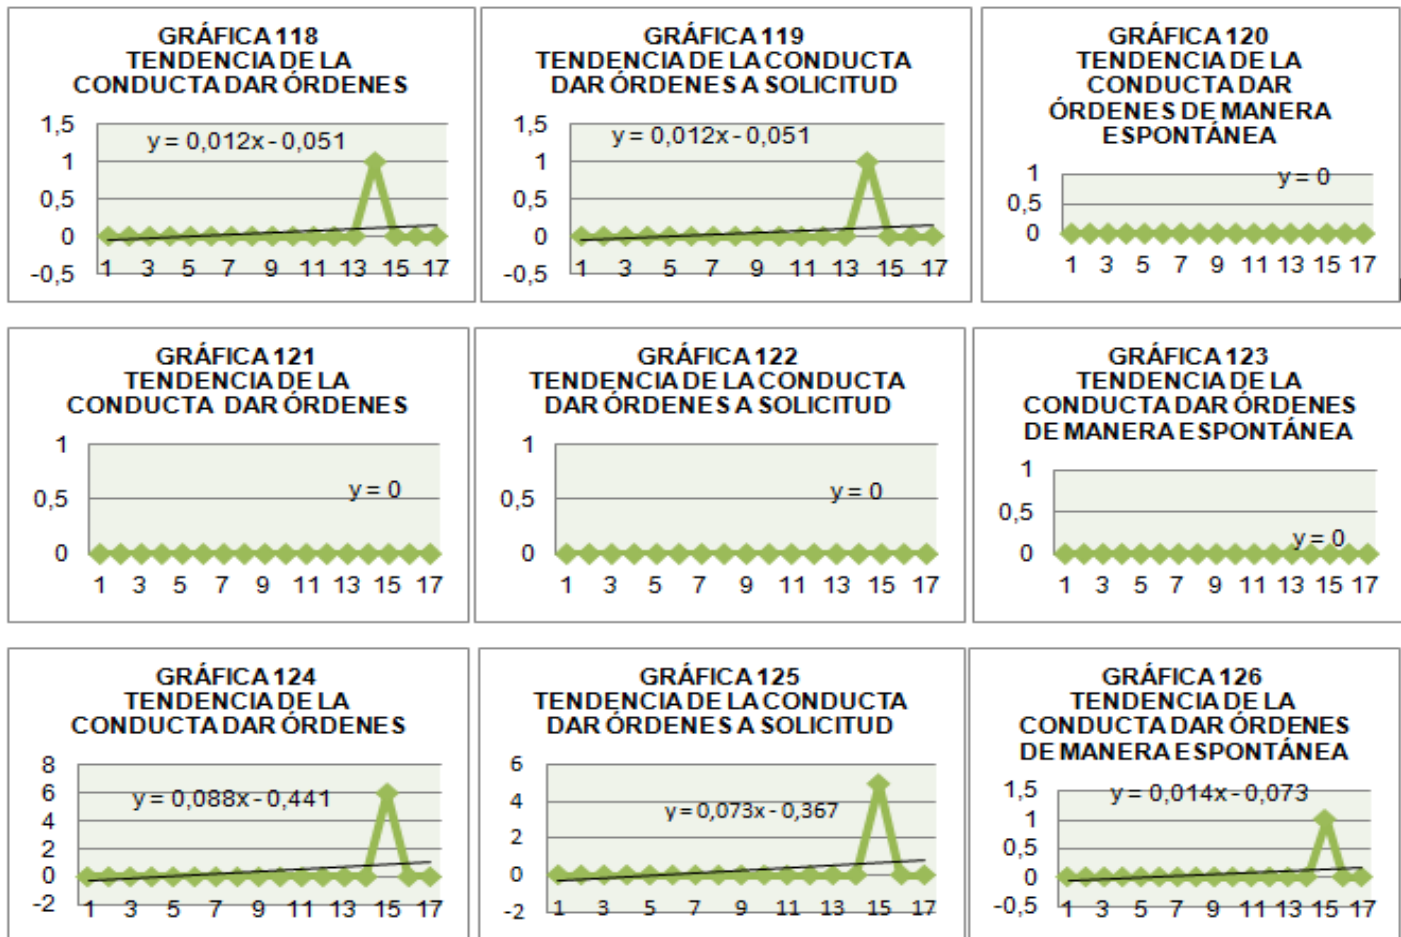 GRÁFICA 118
TENDENCIA DE LA
CONDUCTA DAR ÓRDENES
y = 0,012x - 0,051
1,5
1
0,5
0
-0,5
1 3 5 7 9 11 13 15 17
GRÁFICA 119
TENDENCIA DE LA CONDUCTA
DAR ÓRDENES A SOLICITUD
y = 0,012x - 0,051
1,5
1
0,5
0
-0,5
1 3 5 7 9 11 13 15 17
GRÁFICA 120
TENDENCIA DE LA
CONDUCTA DAR
ÓRDENES DE MANERA
ESPONTÁNEA
y = 0
1
0,5
0
1 3 5 7 9 11 13 15 17
GRÁFICA 121
TENDENCIA DE LA
CONDUCTA DAR ÓRDENES
1
y = 0
0,5
0
1 3 5 7 9 11 13 15 17
GRÁFICA 122
TENDENCIA DE LA CONDUCTA
DAR ÓRDENES A SOLICITUD
1
y = 0
0,5
0
1 3 5 7 9 11 13 15 17
GRÁFICA 123
TENDENCIA DE LA
CONDUCTA DAR ÓRDENES
DE MANERA ESPONTÁNEA
1
y = 0
0,5
y = 0
0
1 3 5 7 9 11 13 15 17
GRÁFICA 124
TENDENCIA DE LA
CONDUCTA DAR ÓRDENES
8
y = 0,088x - 0,441
6
4
2
0
-2
1 3 5 7 9 11 13 15 17
GRÁFICA 125
TENDENCIA DE LA CONDUCTA
DAR ÓRDENES A SOLICITUD
6
y = 0,073x - 0,367
4
2
0
-2
1 3 5 7 9 11 13 15 17
GRÁFICA 126
TENDENCIA DE LA
CONDUCTA DAR ÓRDENES
DE MANERA ESPONTÁNEA
y = 0,014x - 0,073
1,5
1
0,5
0
-0,5
1 3 5 7 9 11 13 15 17